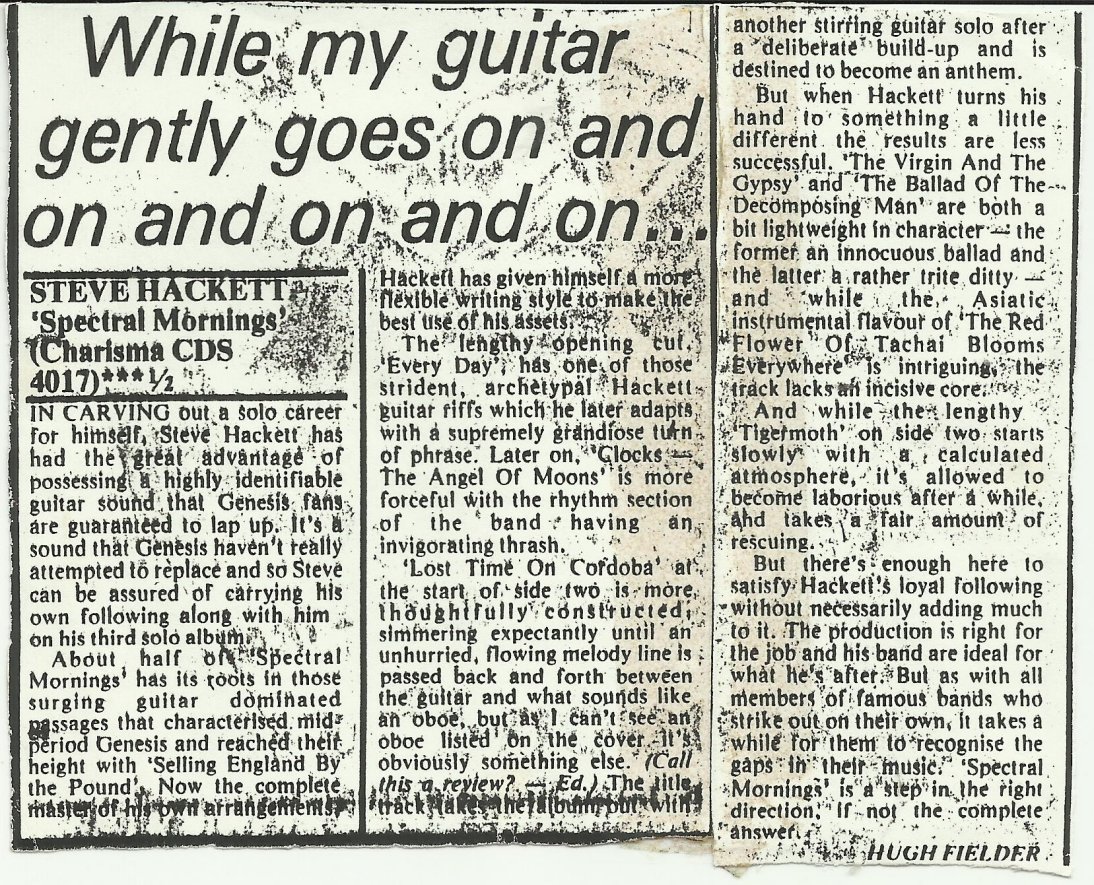 While my guitar
gently goes on and
on and on and on...
STEVE HACKETT
'Spectral Mornings'
(Charisma CDS
4017)***½
IN CARVING out a solo career
for himself, Steve Hackett has
had the great advantage of
possessing a highly identifiable
guitar sound that Genesis fans
are guaranteed to lap up. It's a
sound that Genesis haven't really
attempted to replace and so Steve
can be assured of carrying his
own following along with him
on his third solo album.
About half of 'Spectral
Mornings' has its roots in those
surging guitar dominated
passages that characterised mid-
period Genesis and reached their
height with 'Selling England By
the Pound'. Now the complete
master of his own arrangements,
Hackett has given himself a more
flexible writing style to make the
best use of his assets.
The lengthy opening cut,
'Every Day', has one of those
strident, archetypal Hackett
guitar riffs which he later adapts
with a supremely grandiose turn
of phrase. Later on, 'Clocks —
The Angel Of Moons' is more
forceful with the rhythm section
of the band having an
invigorating thrash.
'Lost Time On Cordoba' at
the start of side two is more
thoughtfully constructed,
simmering expectantly until an
unhurried, flowing melody line is
passed back and forth between
the guitar and what sounds like
an oboe, but as I can't see an
oboe listed on the cover it's
obviously something else. (Call
this a review? — Ed.) The title
track takes the album out with
another stirring guitar solo after
a deliberate build-up and is
destined to become an anthem.
But when Hackett turns his
hand to something a little
different the results are less
successful. 'The Virgin And The
Gypsy' and 'The Ballad Of The
Decomposing Man' are both a
bit lightweight in character — the
former an innocuous ballad and
the latter a rather trite ditty —
and while the Asiatic
instrumental flavour of 'The Red
Flower Of Tachai Blooms
Everywhere' is intriguing, the
track lacks an incisive core.
And while the lengthy
'Tigermoth' on side two starts
slowly with a calculated
atmosphere, it's allowed to
become laborious after a while,
and takes a fair amount of
rescuing.
But there's enough here to
satisfy Hackett's loyal following
without necessarily adding much
to it. The production is right for
the job and his band are ideal for
what he's after. But as with all
members of famous bands who
strike out on their own, it takes a
while for them to recognise the
gaps in their music. 'Spectral
Mornings' is a step in the right
direction, if not the complete
answer.
HUGH FIELDER